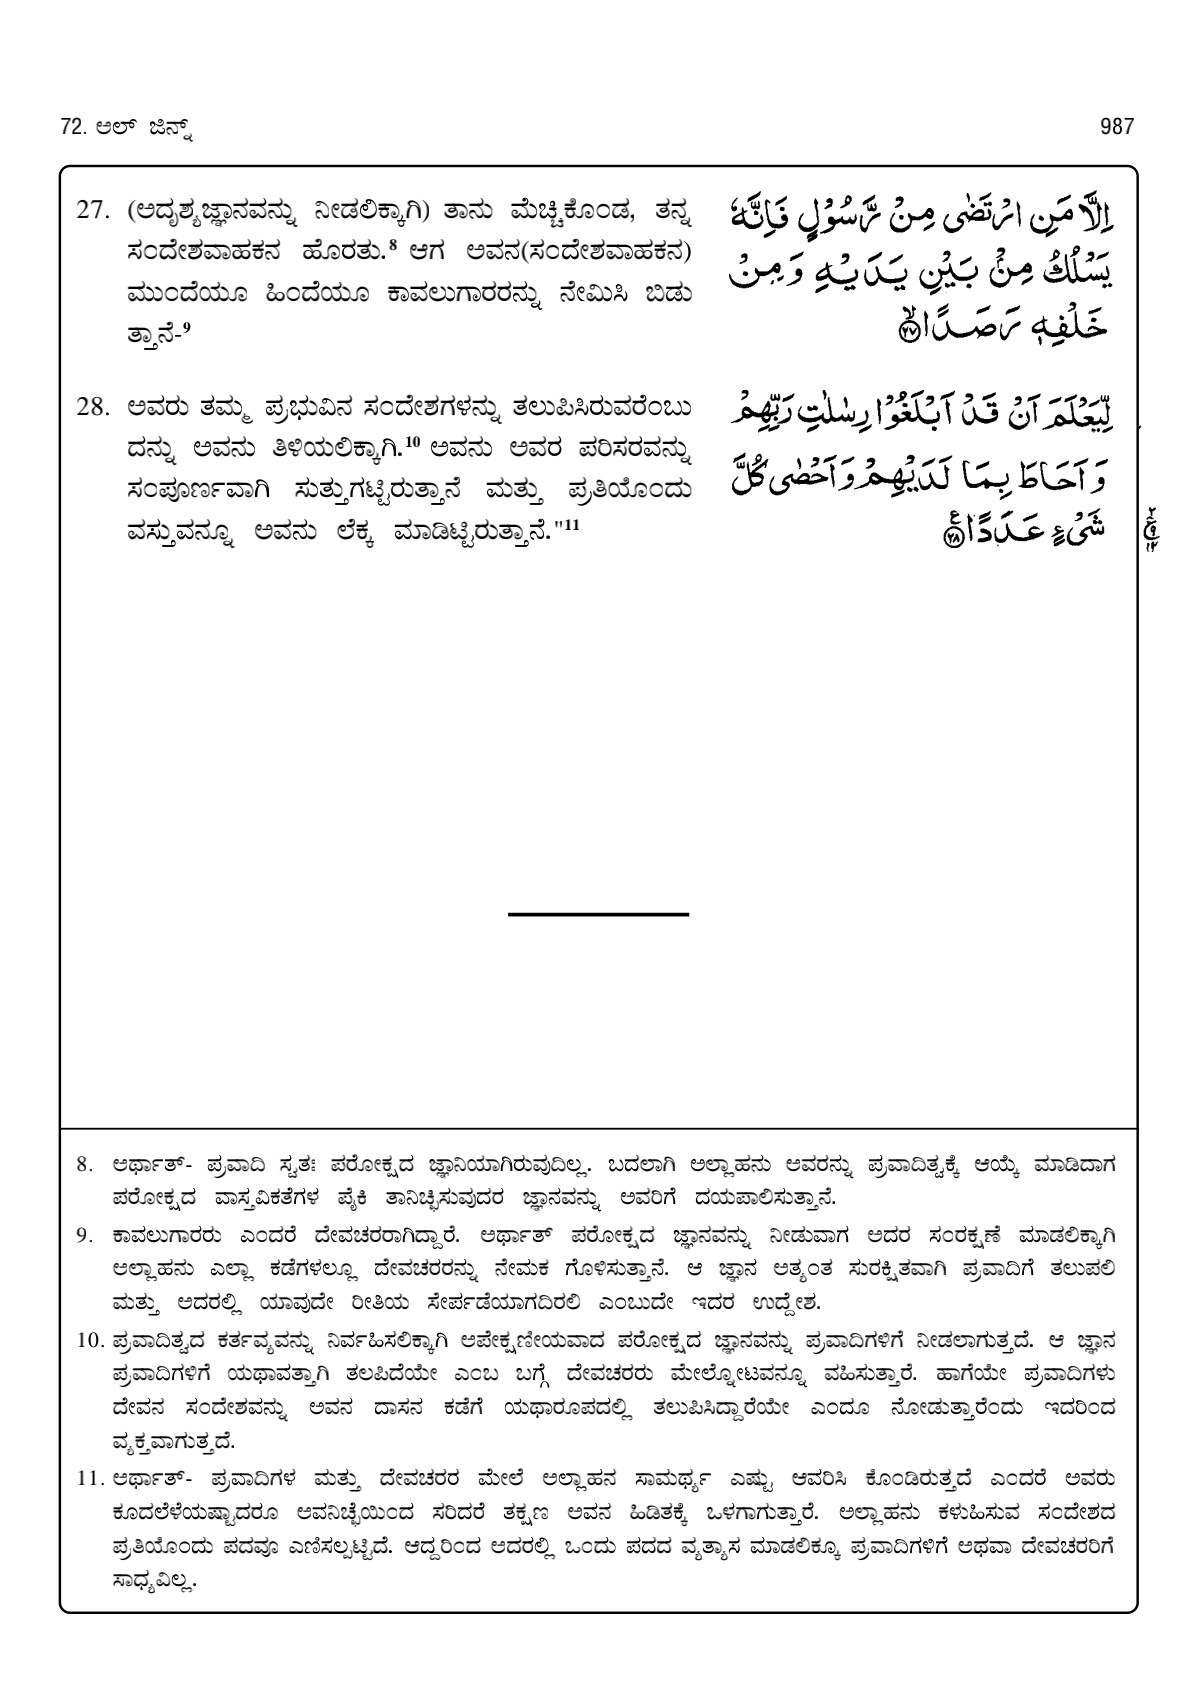 72. ಅಲ್ ಜಿನ್ನ್ 987
27. (ಅದೃಶ್ಯಜ್ಞಾನವನ್ನು ನೀಡಲಿಕ್ಕಾಗಿ) ತಾನು ಮೆಚ್ಚಿಕೊಂಡ, ತನ್ನ
ಸಂದೇಶವಾಹಕನ ಹೊರತು.8 ಆಗ ಅವನ(ಸಂದೇಶವಾಹಕನ)
ಮುಂದೆಯೂ ಹಿಂದೆಯೂ ಕಾವಲುಗಾರರನ್ನು ನೇಮಿಸಿ ಬಿಡು
ತ್ತಾನೆ-9
اِلَّا مَنِ ارْتَضٰى مِنْ رَّسُوْلٍ فَاِنَّهٗ
يَسْلُكُ مِنْۢ بَيْنِ يَدَيْهِ وَمِنْ
خَلْفِهٖ رَصَدًاۙ۝۲۷
28. ಅವರು ತಮ್ಮ ಪ್ರಭುವಿನ ಸಂದೇಶಗಳನ್ನು ತಲುಪಿಸಿರುವರೆಂಬು
ದನ್ನು ಅವನು ತಿಳಿಯಲಿಕ್ಕಾಗಿ.10 ಅವನು ಅವರ ಪರಿಸರವನ್ನು
ಸಂಪೂರ್ಣವಾಗಿ ಸುತ್ತುಗಟ್ಟಿರುತ್ತಾನೆ ಮತ್ತು ಪ್ರತಿಯೊಂದು
ವಸ್ತುವನ್ನೂ ಅವನು ಲೆಕ್ಕ ಮಾಡಿಟ್ಟಿರುತ್ತಾನೆ."11
لِّيَعْلَمَ اَنْ قَدْ اَبْلَغُوْا رِسٰلٰتِ رَبِّهِمْ
وَاَحَاطَ بِمَا لَدَيْهِمْ وَاَحْصٰى كُلَّ
شَىْءٍ عَدَدًا۝۲۸
8. ಅರ್ಥಾತ್- ಪ್ರವಾದಿ ಸ್ವತಃ ಪರೋಕ್ಷದ ಜ್ಞಾನಿಯಾಗಿರುವುದಿಲ್ಲ. ಬದಲಾಗಿ ಅಲ್ಲಾಹನು ಅವರನ್ನು ಪ್ರವಾದಿತ್ವಕ್ಕೆ ಆಯ್ಕೆ ಮಾಡಿದಾಗ
ಪರೋಕ್ಷದ ವಾಸ್ತವಿಕತೆಗಳ ಪೈಕಿ ತಾನಿಚ್ಛಿಸುವುದರ ಜ್ಞಾನವನ್ನು ಅವರಿಗೆ ದಯಪಾಲಿಸುತ್ತಾನೆ.
9. ಕಾವಲುಗಾರರು ಎಂದರೆ ದೇವಚರರಾಗಿದ್ದಾರೆ. ಅರ್ಥಾತ್ ಪರೋಕ್ಷದ ಜ್ಞಾನವನ್ನು ನೀಡುವಾಗ ಅದರ ಸಂರಕ್ಷಣೆ ಮಾಡಲಿಕ್ಕಾಗಿ
ಅಲ್ಲಾಹನು ಎಲ್ಲಾ ಕಡೆಗಳಲ್ಲೂ ದೇವಚರರನ್ನು ನೇಮಕ ಗೊಳಿಸುತ್ತಾನೆ. ಆ ಜ್ಞಾನ ಅತ್ಯಂತ ಸುರಕ್ಷಿತವಾಗಿ ಪ್ರವಾದಿಗೆ ತಲುಪಲಿ
ಮತ್ತು ಅದರಲ್ಲಿ ಯಾವುದೇ ರೀತಿಯ ಸೇರ್ಪಡೆಯಾಗದಿರಲಿ ಎಂಬುದೇ ಇದರ ಉದ್ದೇಶ.
10. ಪ್ರವಾದಿತ್ವದ ಕರ್ತವ್ಯವನ್ನು ನಿರ್ವಹಿಸಲಿಕ್ಕಾಗಿ ಅಪೇಕ್ಷಣೀಯವಾದ ಪರೋಕ್ಷದ ಜ್ಞಾನವನ್ನು ಪ್ರವಾದಿಗಳಿಗೆ ನೀಡಲಾಗುತ್ತದೆ. ಆ ಜ್ಞಾನ
ಪ್ರವಾದಿಗಳಿಗೆ ಯಥಾವತ್ತಾಗಿ ತಲಪಿದೆಯೇ ಎಂಬ ಬಗ್ಗೆ ದೇವಚರರು ಮೇಲ್ನೋಟವನ್ನೂ ವಹಿಸುತ್ತಾರೆ. ಹಾಗೆಯೇ ಪ್ರವಾದಿಗಳು
ದೇವನ ಸಂದೇಶವನ್ನು ಅವನ ದಾಸನ ಕಡೆಗೆ ಯಥಾರೂಪದಲ್ಲಿ ತಲುಪಿಸಿದ್ದಾರೆಯೇ ಎಂದೂ ನೋಡುತ್ತಾರೆಂದು ಇದರಿಂದ
ವ್ಯಕ್ತವಾಗುತ್ತದೆ.
11. ಅರ್ಥಾತ್- ಪ್ರವಾದಿಗಳ ಮತ್ತು ದೇವಚರರ ಮೇಲೆ ಅಲ್ಲಾಹನ ಸಾಮರ್ಥ್ಯ ಎಷ್ಟು ಆವರಿಸಿ ಕೊಂಡಿರುತ್ತದೆ ಎಂದರೆ ಅವರು
ಕೂದಲೆಳೆಯಷ್ಟಾದರೂ ಅವನಿಚ್ಛೆಯಿಂದ ಸರಿದರೆ ತಕ್ಷಣ ಅವನ ಹಿಡಿತಕ್ಕೆ ಒಳಗಾಗುತ್ತಾರೆ. ಅಲ್ಲಾಹನು ಕಳುಹಿಸುವ ಸಂದೇಶದ
ಪ್ರತಿಯೊಂದು ಪದವೂ ಎಣಿಸಲ್ಪಟ್ಟಿದೆ. ಆದ್ದರಿಂದ ಅದರಲ್ಲಿ ಒಂದು ಪದದ ವ್ಯತ್ಯಾಸ ಮಾಡಲಿಕ್ಕೂ ಪ್ರವಾದಿಗಳಿಗೆ ಅಥವಾ ದೇವಚರರಿಗೆ
ಸಾಧ್ಯವಿಲ್ಲ.